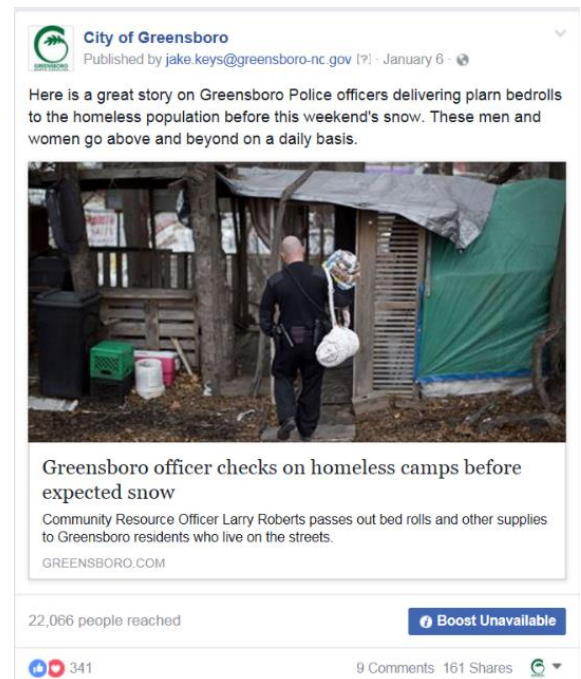 City of Greensboro
Published by jake.keys@greensboro-nc.gov [?] · January 6 ·
Here is a great story on Greensboro Police officers delivering plarn bedrolls
to the homeless population before this weekend's snow. These men and
women go above and beyond on a daily basis.
Greensboro officer checks on homeless camps before
expected snow
Community Resource Officer Larry Roberts passes out bed rolls and other supplies
to Greensboro residents who live on the streets.
GREENSBORO.COM
22,066 people reached
Boost Unavailable
341
9 Comments 161 Shares